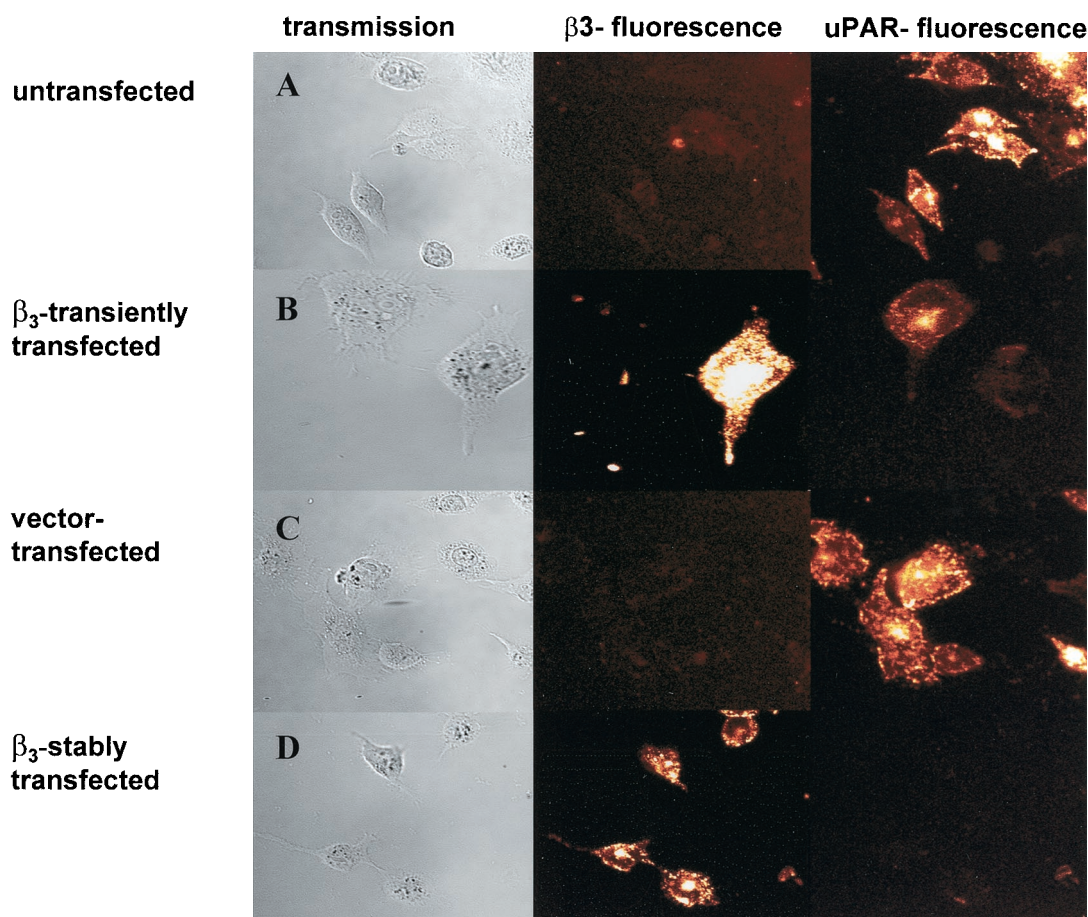 transmission β3- fluorescence uPAR- fluorescence
untransfected
A
β3-transiently
transfected
B
vector-
transfected
C
β3-stably
transfected
D